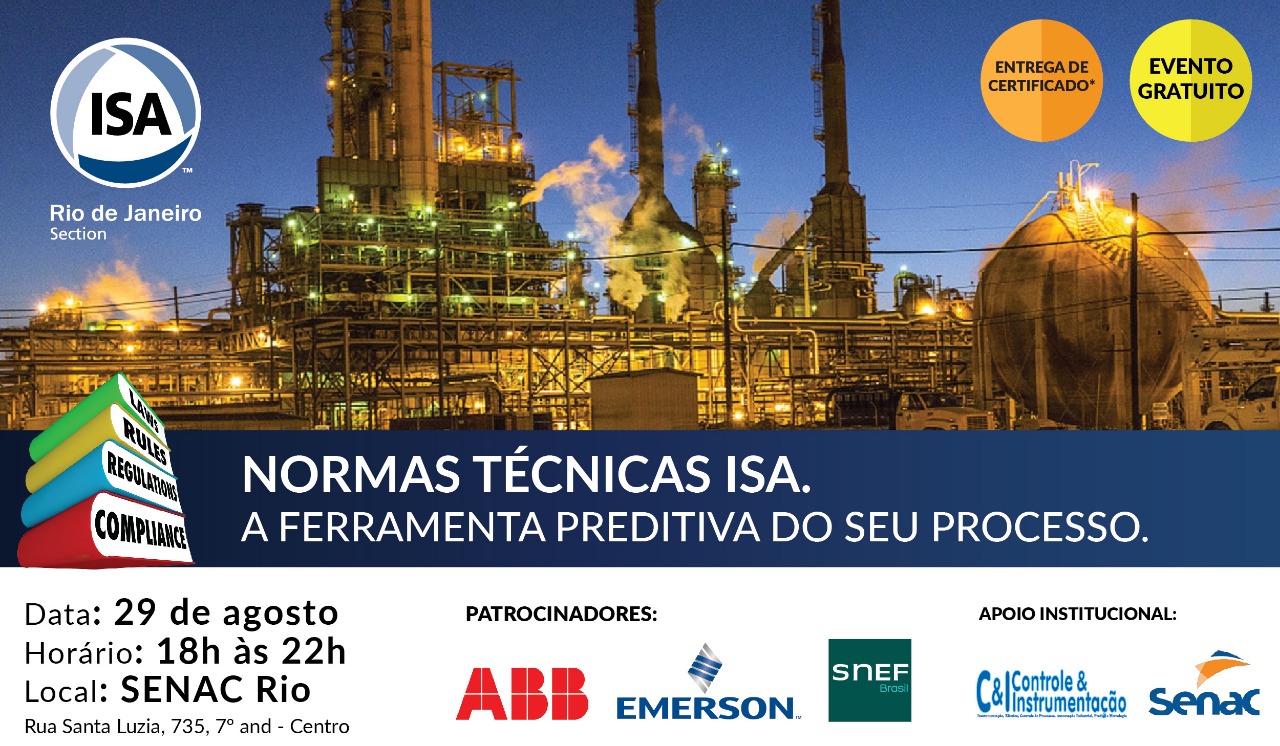 ISA
TM
Rio de Janeiro
Section
ENTREGA DE
CERTIFICADO*
EVENTO
GRATUITO
LAWS
RULES
REGULATIONS
COMPLIANCE
NORMAS TÉCNICAS ISA.
A FERRAMENTA PREDITIVA DO SEU PROCESSO.
Data: 29 de agosto
Horário: 18h às 22h
Local: SENAC Rio
Rua Santa Luzia, 735, 7º and - Centro
PATROCINADORES:
ABB
EMERSON
SNEF
Brasil
APOIO INSTITUCIONAL:
C&I Controle &
Instrumentação
Senac